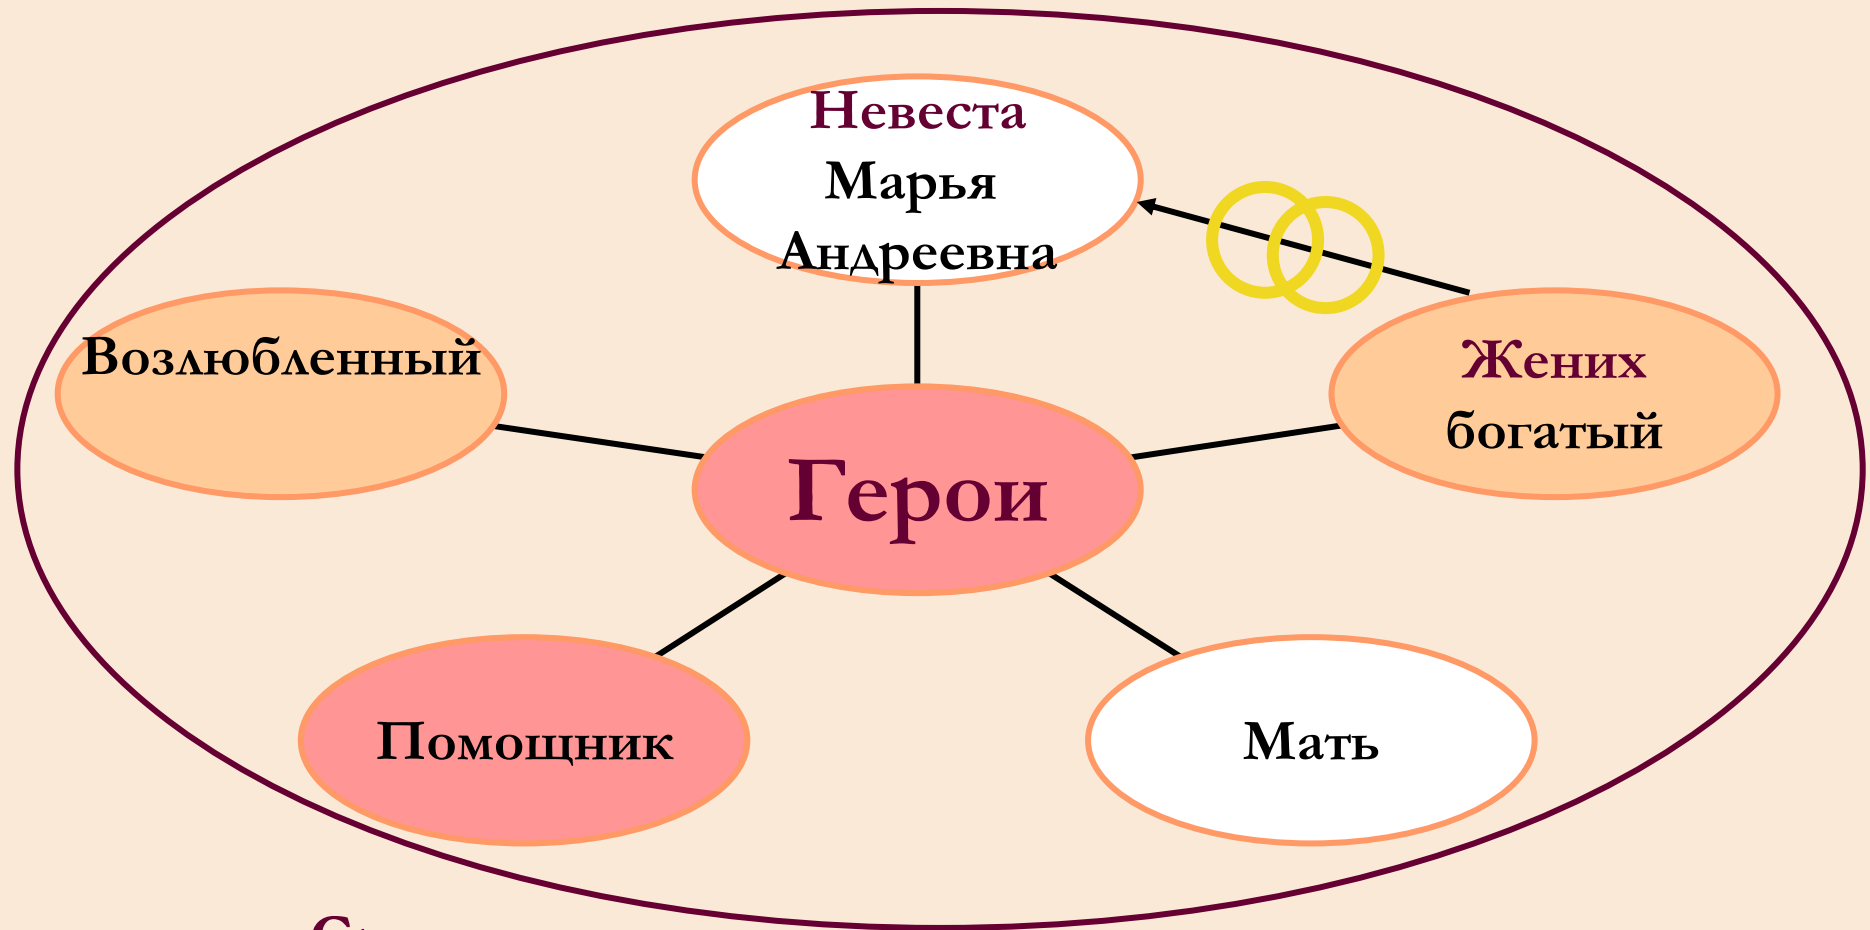 Невеста
Марья
Андреевна
Возлюбленный
Жених
богатый
Герои
Помощник
Мать